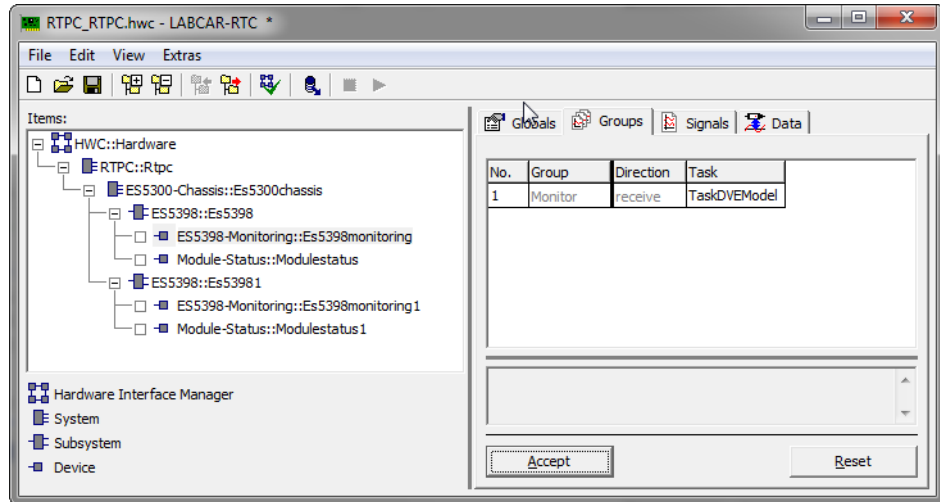 RTPC_RTPC.hwc - LABCAR-RTC *
File Edit View Extras
Items:
HWC::Hardware
RTPC::Rtpc
ES5300-Chassis::Es5300chassis
ES5398::Es5398
ES5398-Monitoring::Es5398monitoring
Module-Status::Modulestatus
ES5398::Es53981
ES5398-Monitoring::Es5398monitoring1
Module-Status::Modulestatus1
Hardware Interface Manager
System
Subsystem
Device
Globals Groups Signals Data
No. Group Direction Task
1 Monitor receive TaskDVEModel
Accept Reset